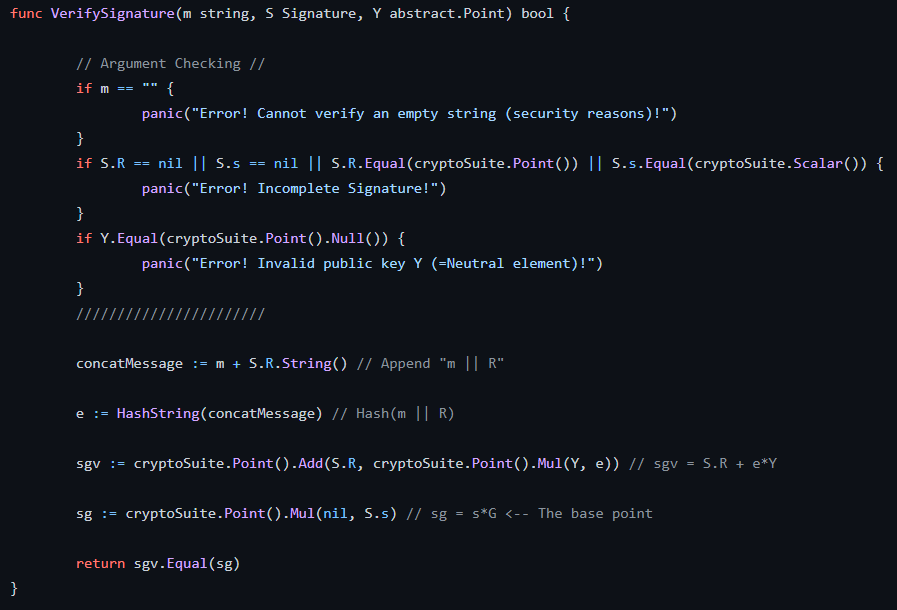 func VerifySignature(m string, S Signature, Y abstract.Point) bool {
// Argument Checking //
if m == "" {
panic("Error! Cannot verify an empty string (security reasons)!")
}
if S.R == nil || S.s == nil || S.R.Equal(cryptoSuite.Point()) || S.s.Equal(cryptoSuite.Scalar()) {
panic("Error! Incomplete Signature!")
}
if Y.Equal(cryptoSuite.Point().Null()) {
panic("Error! Invalid public key Y (=Neutral element)!")
}
///////////////////////
concatMessage := m + S.R.String() // Append "m || R"
e := HashString(concatMessage) // Hash(m || R)
sgv := cryptoSuite.Point().Add(S.R, cryptoSuite.Point().Mul(Y, e)) // sgv = S.R + e*Y
sg := cryptoSuite.Point().Mul(nil, S.s) // sg = s*G <-- The base point
return sgv.Equal(sg)
}